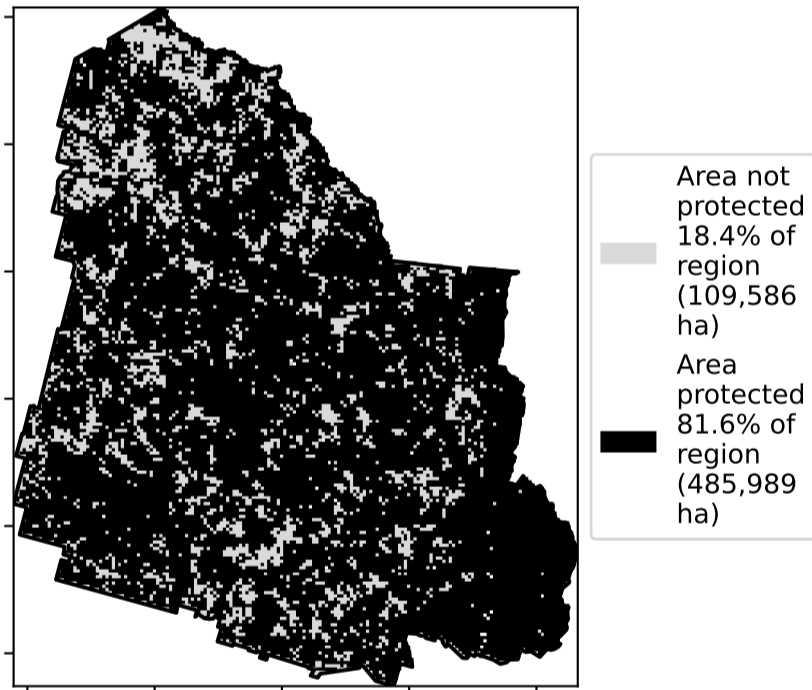 Area not
protected
18.4% of
region
(109,586
ha)
Area
protected
81.6% of
region
(485,989
ha)